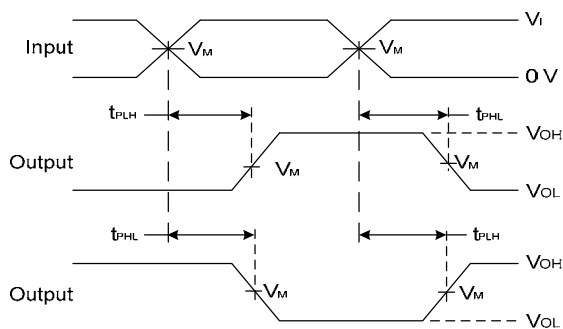 VI
Input VM VM
0 V
tPLH tPHL
VOH
Output VM VM
VOL
tPHL tPLH
VOH
Output VM VM
VOL